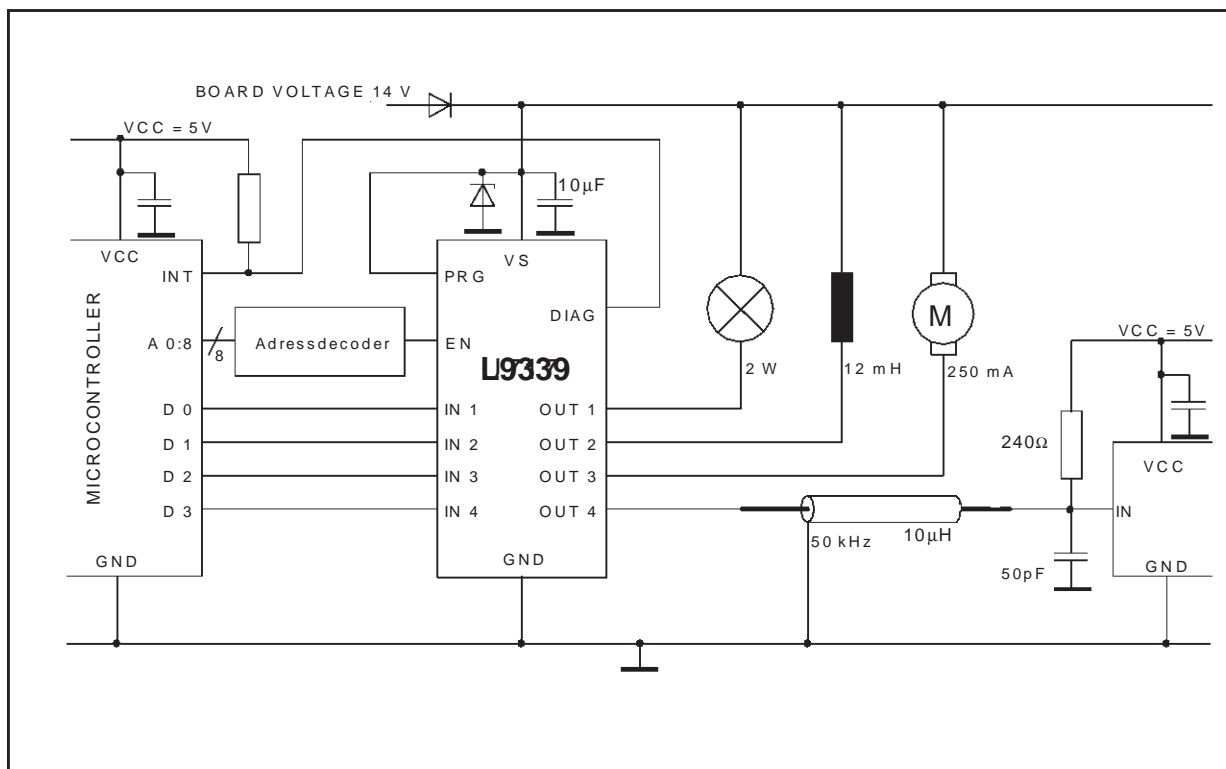 BOARD VOLTAGE 14 V
VCC = 5V
10µF
VCC
VS
INT
PRG
DIAG
MICROCONTROLLER
A 0:8
8
Adressdecoder
EN
L9339
M
VCC = 5V
2 W
12 mH
250 mA
D 0
IN 1
OUT 1
D 1
IN 2
OUT 2
240Ω
VCC
D 2
IN 3
OUT 3
D 3
IN 4
OUT 4
50 kHz
10µH
IN
GND
GND
50pF
GND